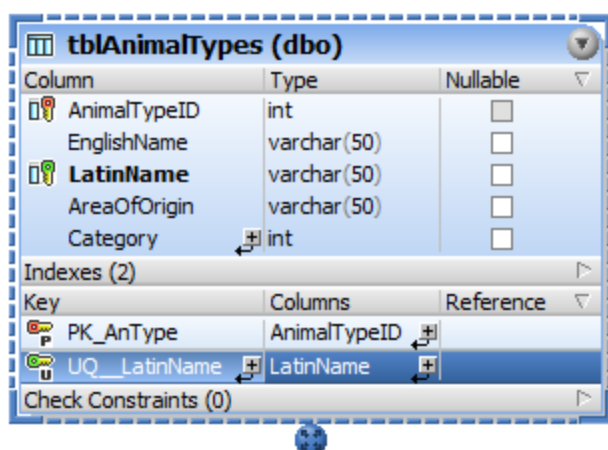 tblAnimalTypes (dbo)
Column Type Nullable
AnimalTypeID int
EnglishName varchar(50)
LatinName varchar(50)
AreaOfOrigin varchar(50)
Category int
Indexes (2)
Key Columns Reference
P PK_AnType AnimalTypeID
U UQ__LatinName LatinName
Check Constraints (0)